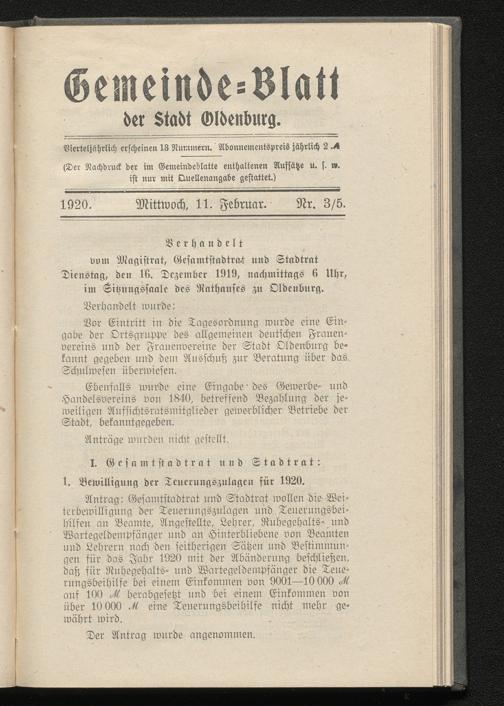 Gemeinde-Blatt
der Stadt Oldenburg.
Vierteljährlich erscheinen 13 Nummern. Abonnementspreis jährlich 2 ℳ
(Der Nachdruck der im Gemeindeblatte enthaltenen Aufsätze u. s. w.
ist nur mit Quellenangabe gestattet.)
1920. Mittwoch, 11. Februar. Nr. 3/5.
Verhandelt
vom Magistrat, Gesamtstadtrat und Stadtrat
Dienstag, den 16. Dezember 1919, nachmittags 6 Uhr,
im Sitzungssaale des Rathauses zu Oldenburg.
Verhandelt wurde:
Vor Eintritt in die Tagesordnung wurde eine Ein-
gabe der Ortsgruppe des allgemeinen deutschen Frauen-
vereins und der Frauenvereine der Stadt Oldenburg be-
kannt gegeben und dem Ausschuß zur Beratung über das
Schulwesen überwiesen.
Ebenfalls wurde eine Eingabe des Gewerbe- und
Handelsvereins von 1840, betreffend Bezahlung der je-
weiligen Aufsichtsratsmitglieder gewerblicher Betriebe der
Stadt, bekanntgegeben.
Anträge wurden nicht gestellt.
I. Gesamtstadtrat und Stadtrat:
1. Bewilligung der Teuerungszulagen für 1920.
Antrag: Gesamtstadtrat und Stadtrat wollen die Wei-
terbewilligung der Teuerungszulagen und Teuerungsbei-
hilfen an Beamte, Angestellte, Lehrer, Ruhegehalts- und
Wartegeldempfänger und an Hinterbliebene von Beamten
und Lehrern nach den seitherigen Sätzen und Bestimmun-
gen für das Jahr 1920 mit der Abänderung beschließen,
daß für Ruhegehalts- und Wartegeldempfänger die Teue-
rungsbeihilfe bei einem Einkommen von 9001—10 000 ℳ
auf 100 ℳ herabgesetzt und bei einem Einkommen von
über 10 000 ℳ eine Teuerungsbeihilfe nicht mehr ge-
währt wird.
Der Antrag wurde angenommen.